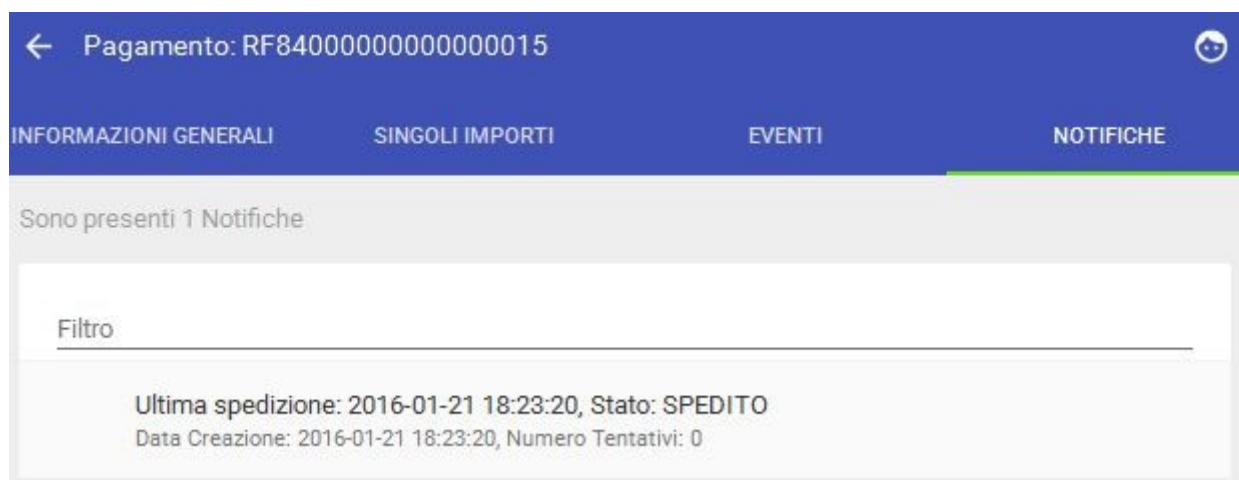 Pagamento: RF84000000000000015
INFORMAZIONI GENERALI SINGOLI IMPORTI EVENTI NOTIFICHE
Sono presenti 1 Notifiche
Filtro
Ultima spedizione: 2016-01-21 18:23:20, Stato: SPEDITO
Data Creazione: 2016-01-21 18:23:20, Numero Tentativi: 0